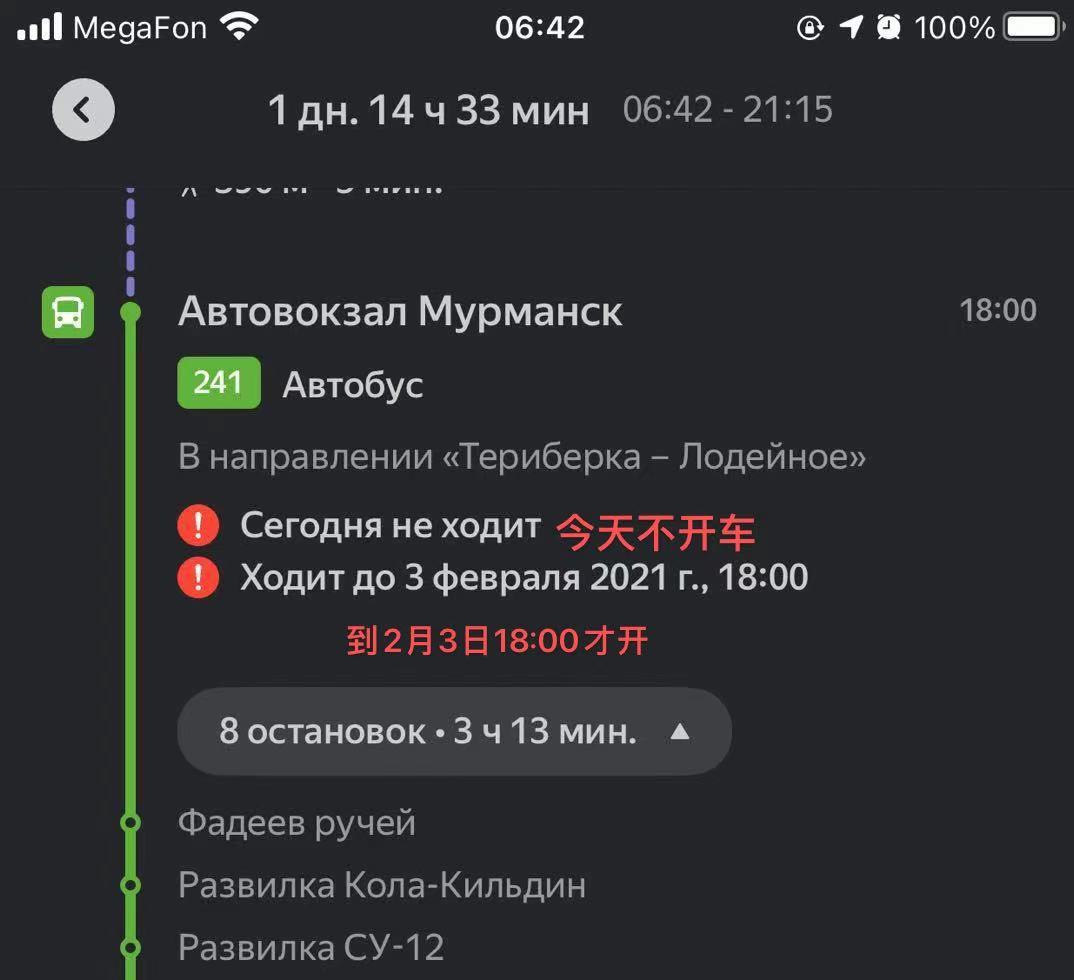 MegaFon 06:42 100%
1 дн. 14 ч 33 мин 06:42 - 21:15
Автовокзал Мурманск 18:00
241 Автобус
В направлении «Териберка – Лодейное»
Сегодня не ходит 今天不开车
Ходит до 3 февраля 2021 г., 18:00
到2月3日18:00才开
8 остановок • 3 ч 13 мин.
Фадеев ручей
Развилка Кола-Кильдин
Развилка СУ-12